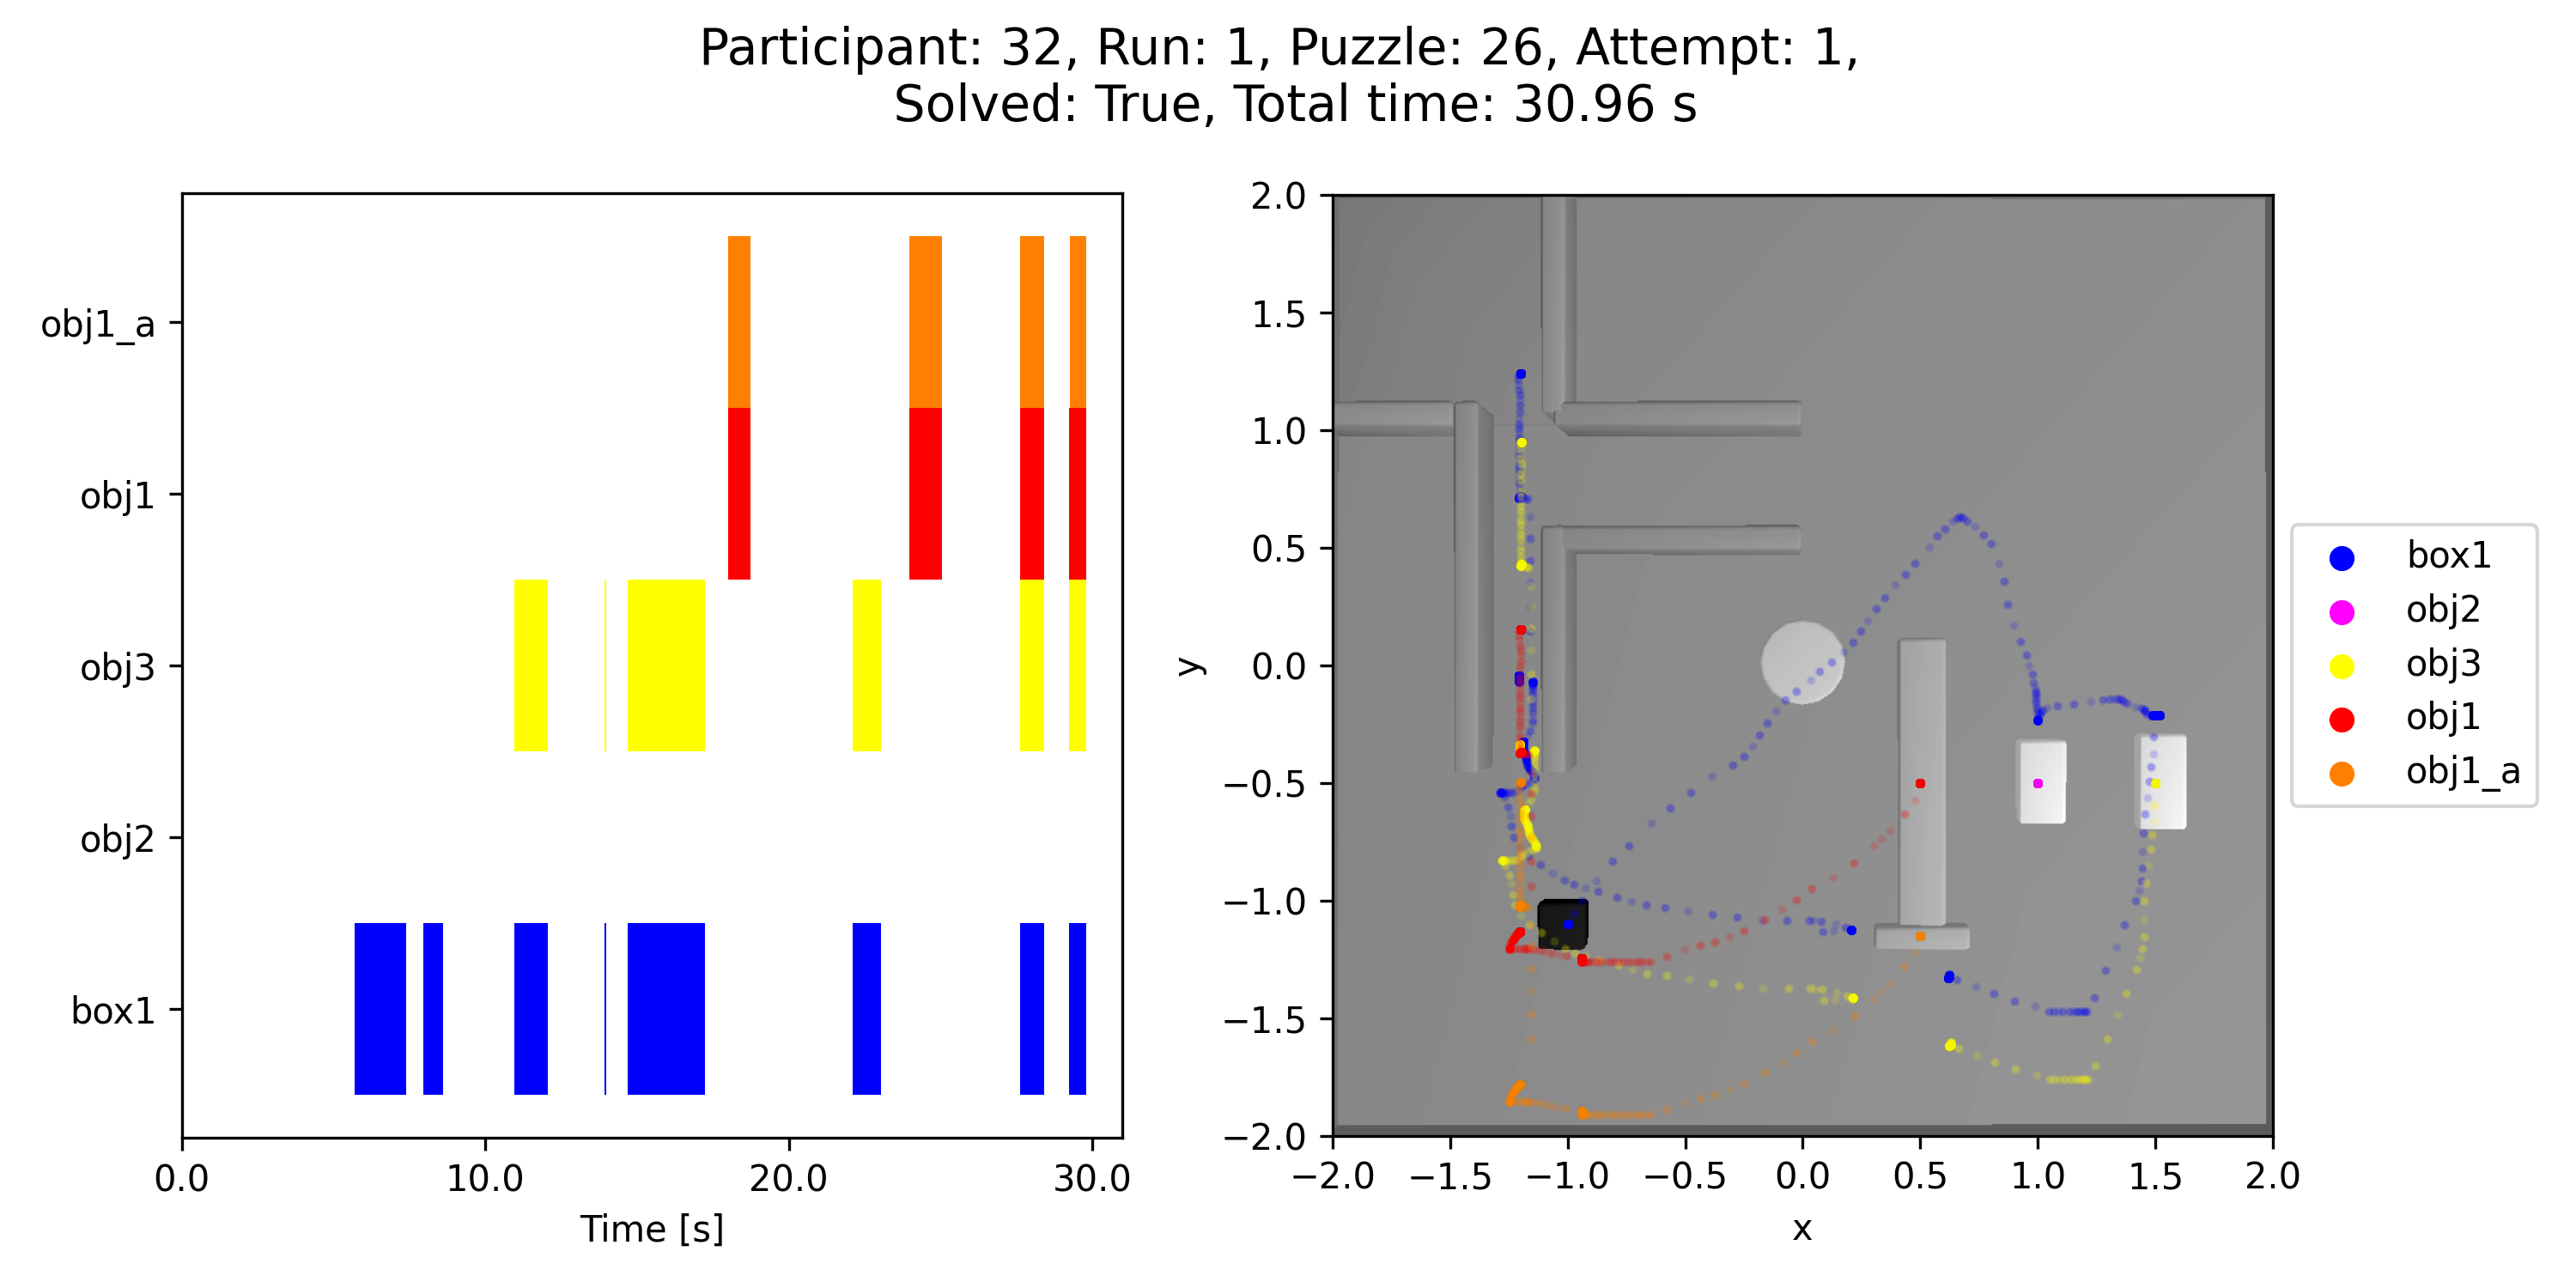 Participant: 32, Run: 1, Puzzle: 26, Attempt: 1,
Solved: True, Total time: 30.96 s
obj1_a
obj1
obj3
obj2
box1
0.0
10.0
20.0
30.0
Time [s]
2.0
1.5
1.0
0.5
0.0
−0.5
−1.0
−1.5
−2.0
y
−2.0
−1.5
−1.0
−0.5
0.0
0.5
1.0
1.5
2.0
x
box1
obj2
obj3
obj1
obj1_a